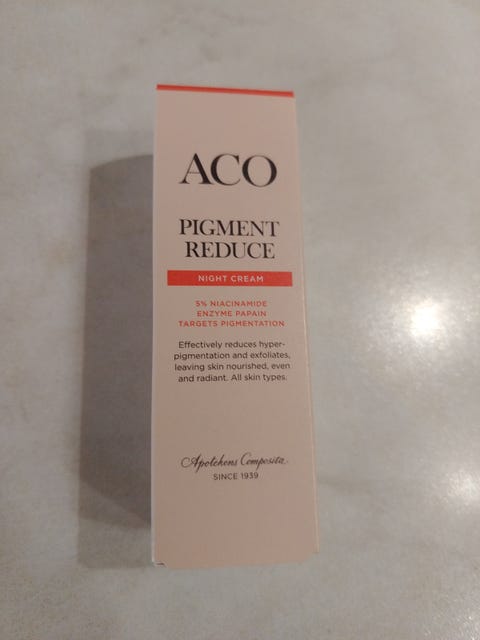 ACO
PIGMENT
REDUCE
NIGHT CREAM
5% NIACINAMIDE
ENZYME PAPAIN
TARGETS PIGMENTATION
Effectively reduces hyper-
pigmentation and exfoliates,
leaving skin nourished, even
and radiant. All skin types.
Apotekens Composita
SINCE 1939